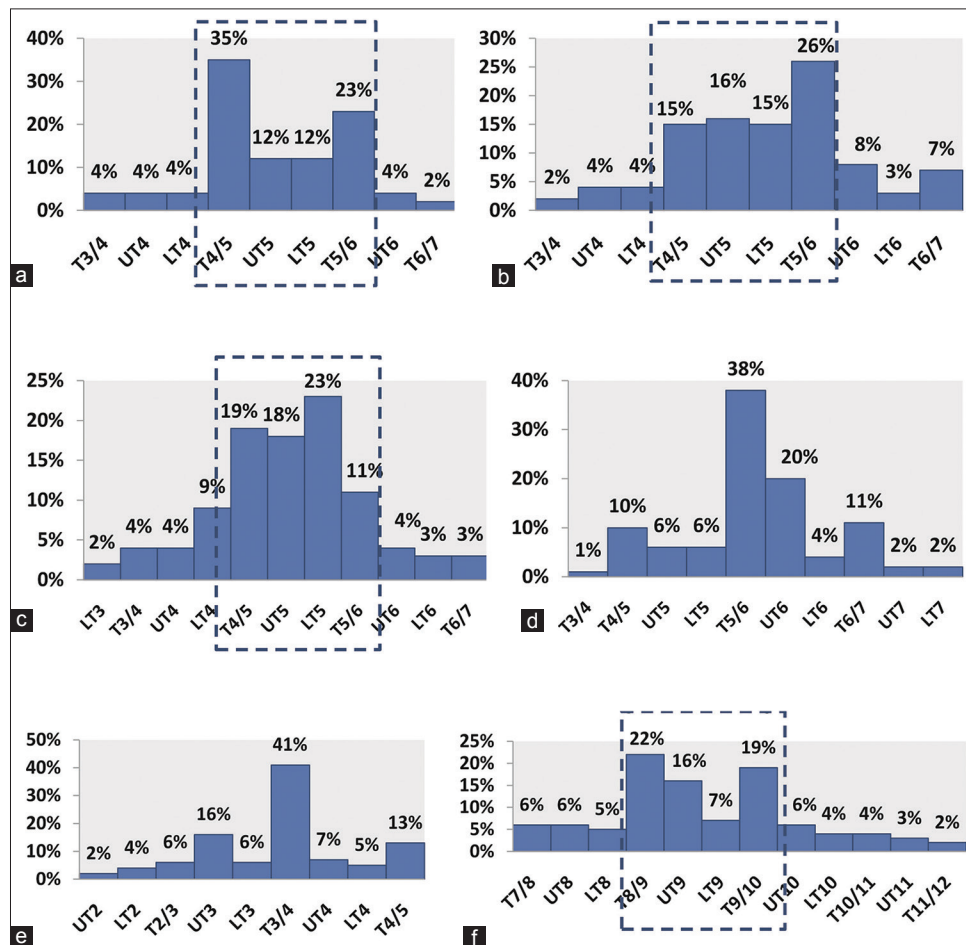 40%
30%
20%
10%
0%
4%
4%
4%
35%
12%
12%
23%
4%
2%
T3/4
UT4
LT4
T4/5
UT5
LT5
T5/6
UT6
T6/7
a
30%
25%
20%
15%
10%
5%
0%
2%
4%
4%
15%
16%
15%
26%
8%
3%
7%
T3/4
UT4
LT4
T4/5
UT5
LT5
T5/6
UT6
LT6
T6/7
b
25%
20%
15%
10%
5%
0%
2%
4%
4%
9%
19%
18%
23%
11%
4%
3%
3%
LT3
T3/4
UT4
LT4
T4/5
UT5
LT5
T5/6
UT6
LT6
T6/7
c
40%
30%
20%
10%
0%
1%
10%
6%
6%
38%
20%
4%
11%
2%
2%
T3/4
T4/5
UT5
LT5
T5/6
UT6
LT6
T6/7
UT7
LT7
d
50%
40%
30%
20%
10%
0%
2%
4%
6%
16%
6%
41%
7%
5%
13%
UT2
LT2
T2/3
UT3
LT3
T3/4
UT4
LT4
T4/5
e
25%
20%
15%
10%
5%
0%
6%
6%
5%
22%
16%
7%
19%
6%
4%
4%
3%
2%
T7/8
UT8
LT8
T8/9
UT9
LT9
T9/10
UT10
LT10
T10/11
UT11
T11/12
f